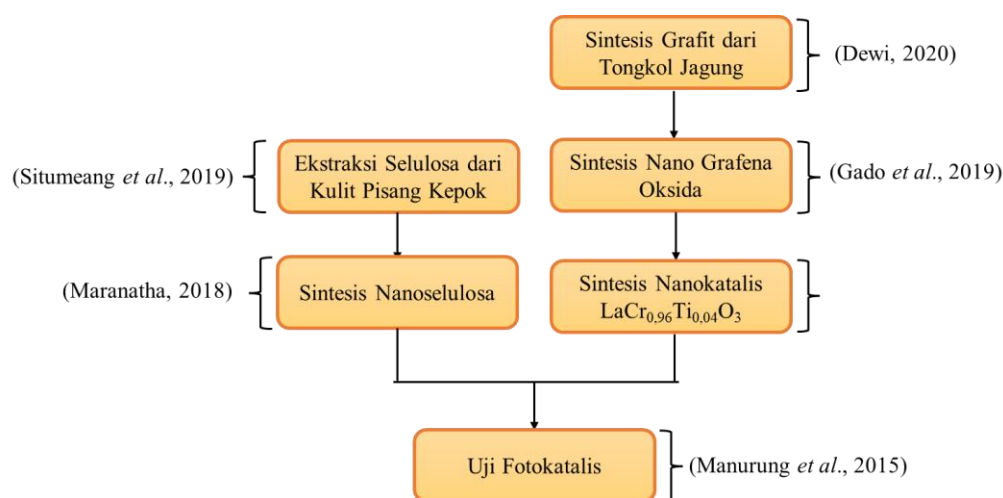 Sintesis Grafit dari
Tongkol Jagung
(Dewi, 2020)
(Situmeang et al., 2019)
Ekstraksi Selulosa dari
Kulit Pisang Kepok
Sintesis Nano Grafena
Oksida
(Gado et al., 2019)
(Maranatha, 2018)
Sintesis Nanoselulosa
Sintesis Nanokatalis
LaCr0,96Ti0,04O3
Uji Fotokatalis
(Manurung et al., 2015)